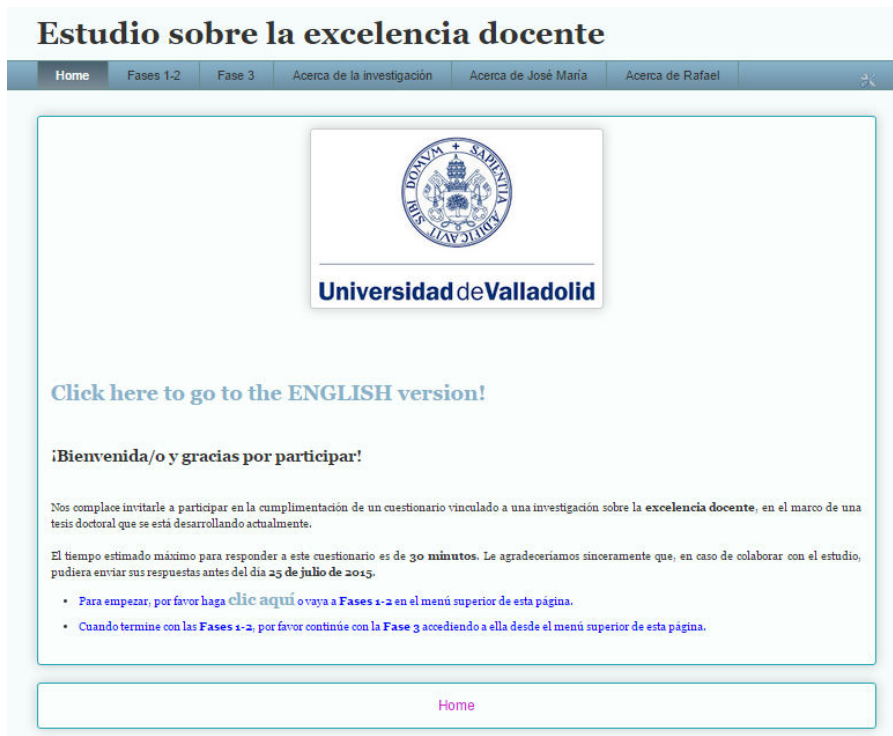 Estudio sobre la excelencia docente
Home Fases 1-2 Fase 3 Acerca de la investigación Acerca de José María Acerca de Rafael
SAPIENTIA ÆDIFICAVIT SIBI DOMVM
Universidad de Valladolid
Click here to go to the ENGLISH version!
¡Bienvenida/o y gracias por participar!
Nos complace invitarle a participar en la cumplimentación de un cuestionario vinculado a una investigación sobre la excelencia docente, en el marco de una
tesis doctoral que se está desarrollando actualmente.
El tiempo estimado máximo para responder a este cuestionario es de 30 minutos. Le agradeceríamos sinceramente que, en caso de colaborar con el estudio,
pudiera enviar sus respuestas antes del día 25 de julio de 2015.
• Para empezar, por favor haga clic aquí o vaya a Fases 1-2 en el menú superior de esta página.
• Cuando termine con las Fases 1-2, por favor continúe con la Fase 3 accediendo a ella desde el menú superior de esta página.
Home